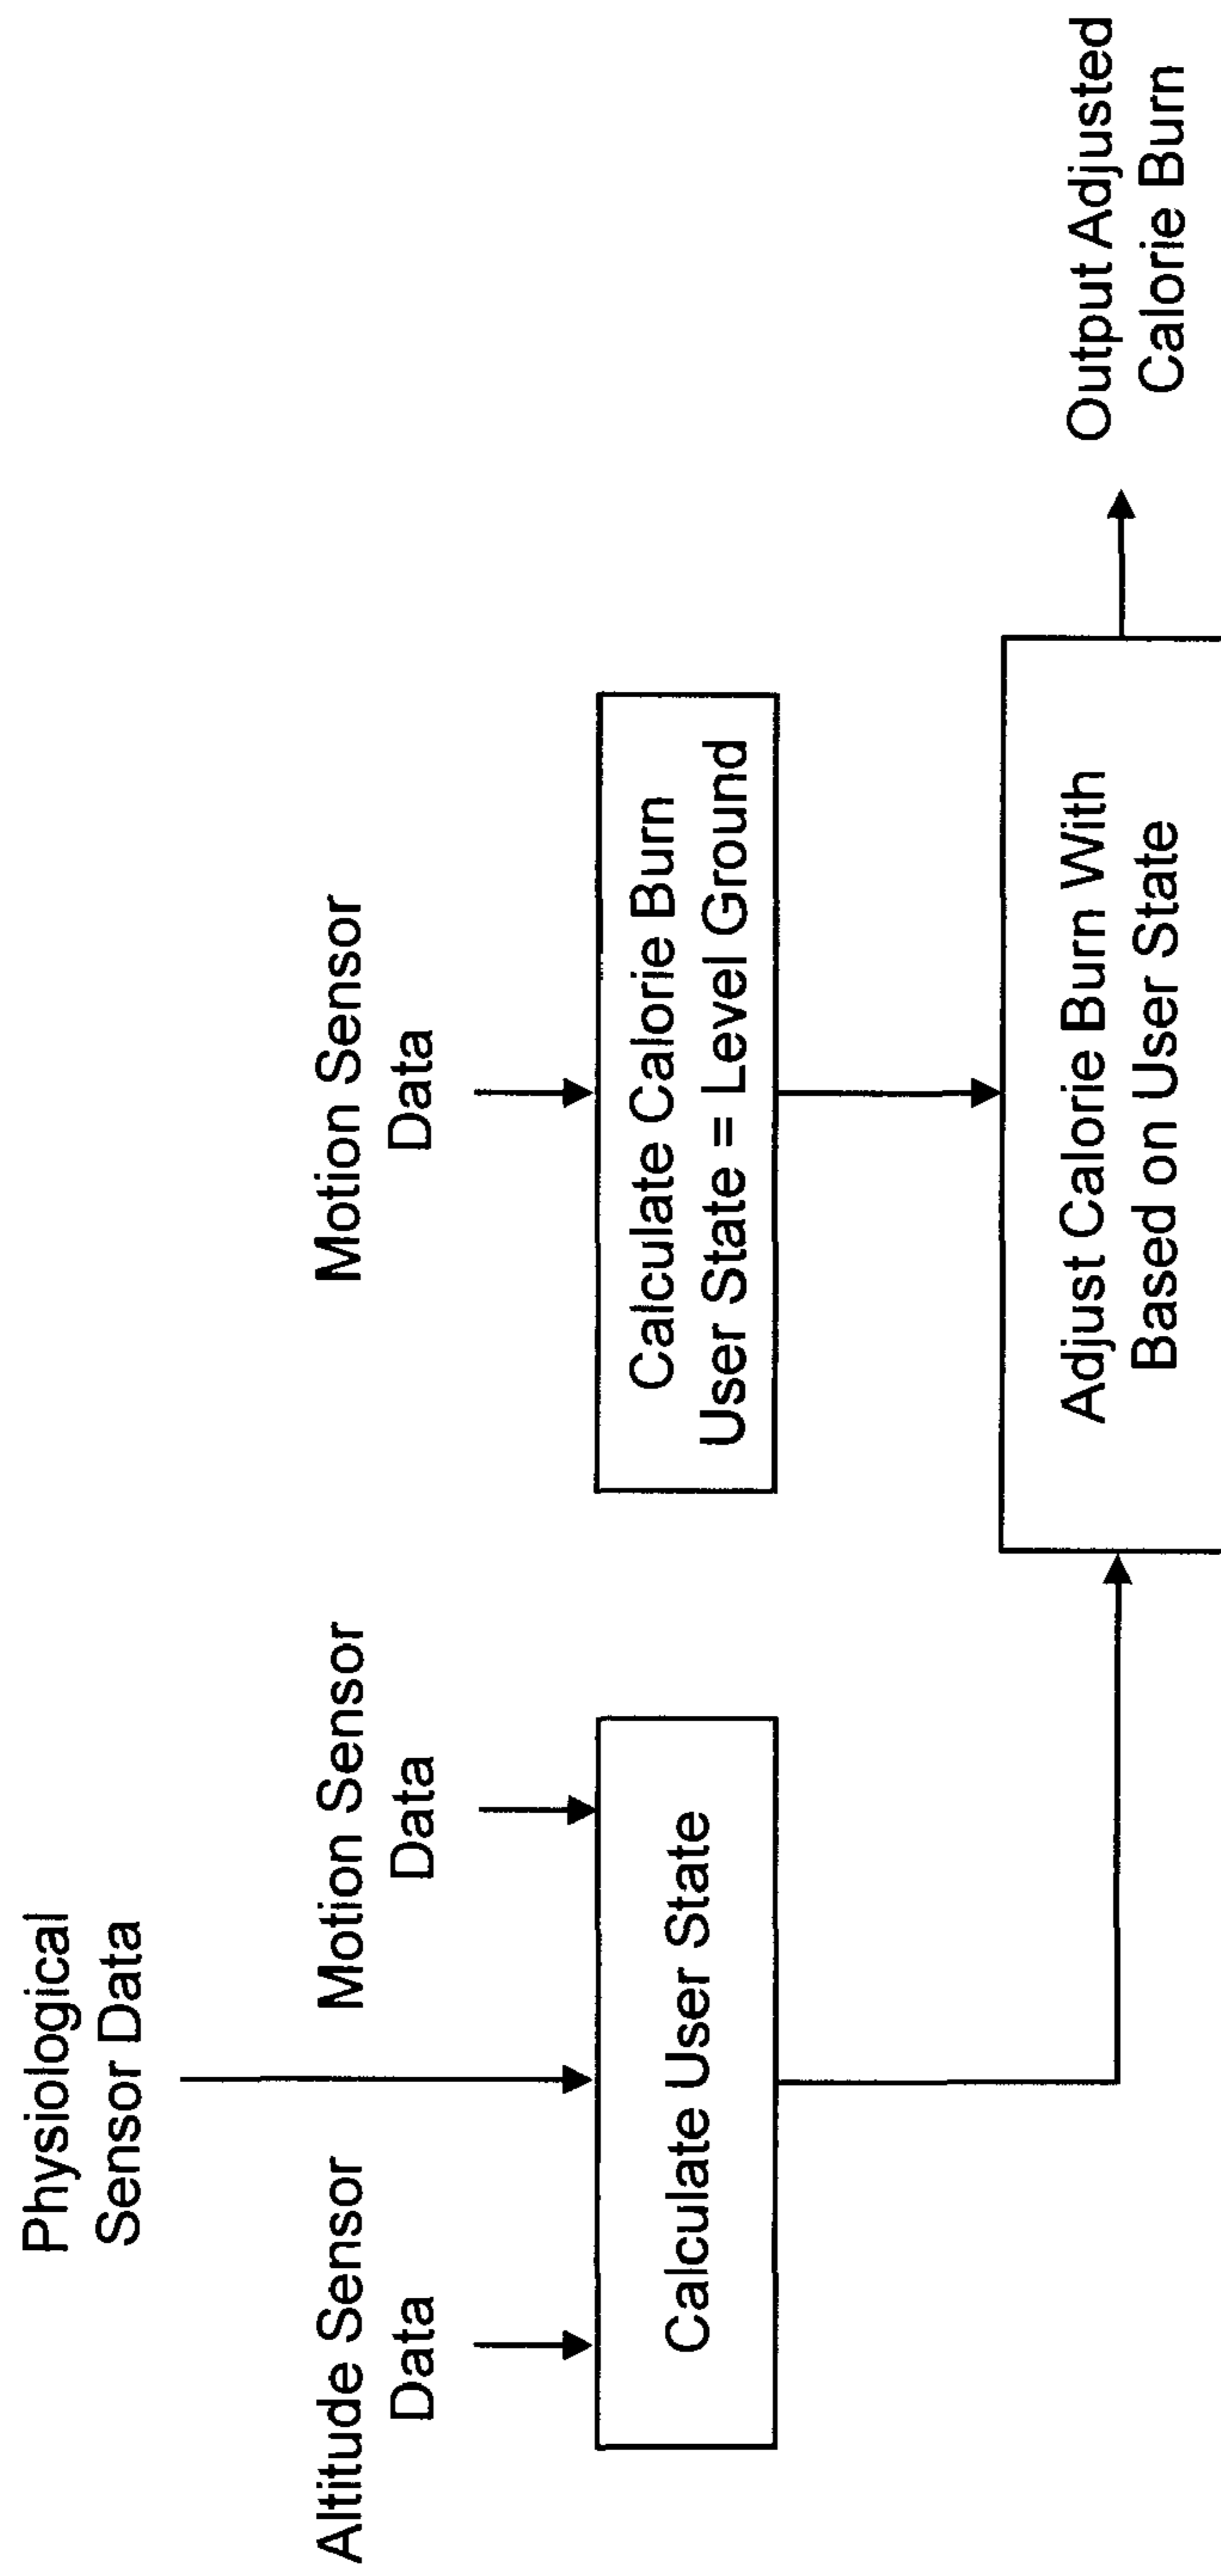 Physiological
Sensor Data
Altitude Sensor
Data
Motion Sensor
Data
Motion Sensor
Data
Calculate User State
Calculate Calorie Burn
User State = Level Ground
Adjust Calorie Burn With
Based on User State
Output Adjusted
Calorie Burn